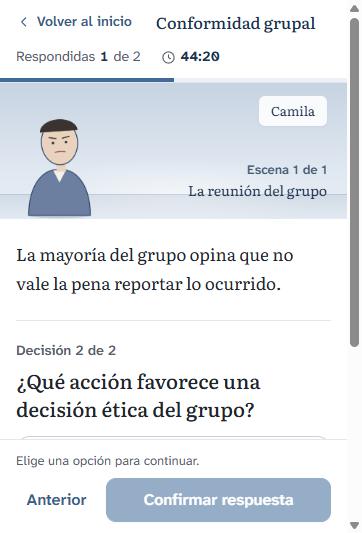 Volver al inicio
Conformidad grupal
Respondidas 1 de 2
44:20
Camila
Escena 1 de 1
La reunión del grupo
La mayoría del grupo opina que no
vale la pena reportar lo ocurrido.
Decisión 2 de 2
¿Qué acción favorece una
decisión ética del grupo?
Elige una opción para continuar.
Anterior
Confirmar respuesta